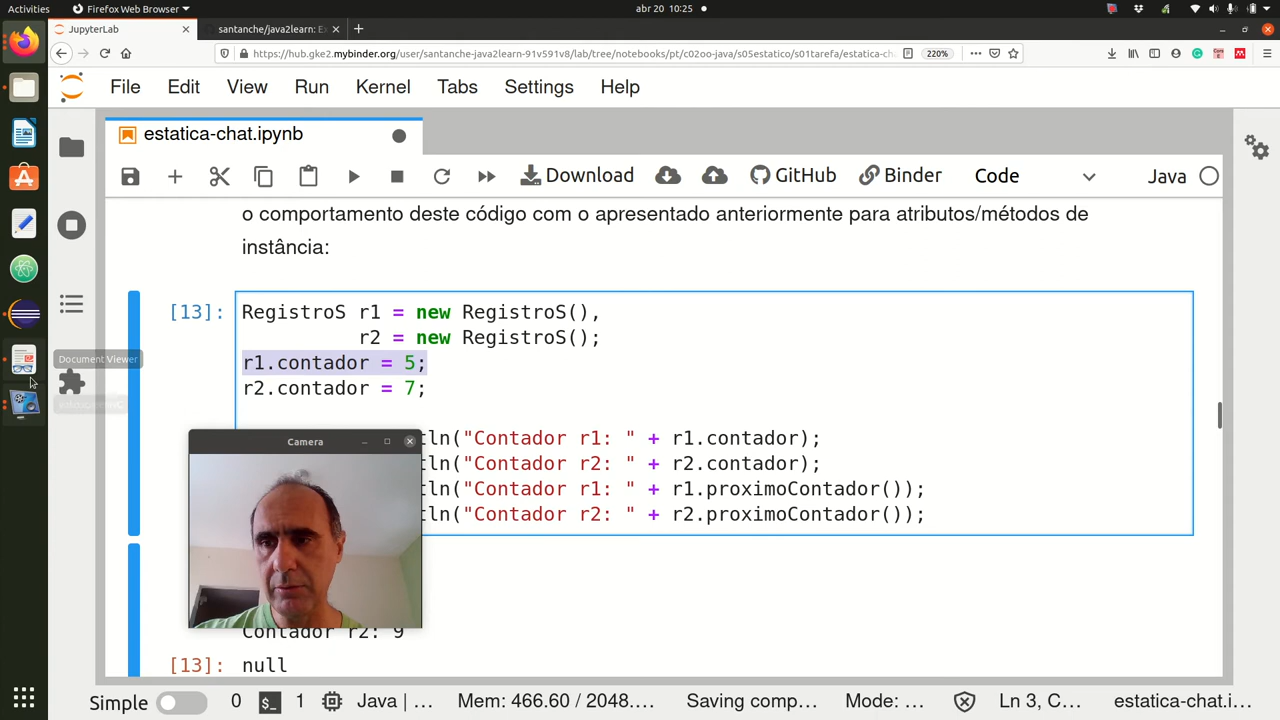 Activities
Firefox Web Browser
abr 20 10:25
JupyterLab
santanche/java2learn: Ex
https://hub.gke2.mybinder.org/user/santanche-java2learn-91v591v8/lab/tree/notebooks/pt/c02oo-java/s05estatico/s01tarefa/estatica-cha
220%
File Edit View Run Kernel Tabs Settings Help
estatica-chat.ipynb
Download
GitHub
Binder
Code
Java
o comportamento deste código com o apresentado anteriormente para atributos/métodos de
instância:
[13]:
RegistroS r1 = new RegistroS(),
r2 = new RegistroS();
r1.contador = 5;
r2.contador = 7;
Document Viewer
Camera
ln("Contador r1: " + r1.contador);
tln("Contador r2: " + r2.contador);
tln("Contador r1: " + r1.proximoContador());
tln("Contador r2: " + r2.proximoContador());
Contador r2: 9
[13]: null
Simple
0
1
Java | ...
Mem: 466.60 / 2048....
Saving comp...
Mode: ...
Ln 3, C...
estatica-chat.i...